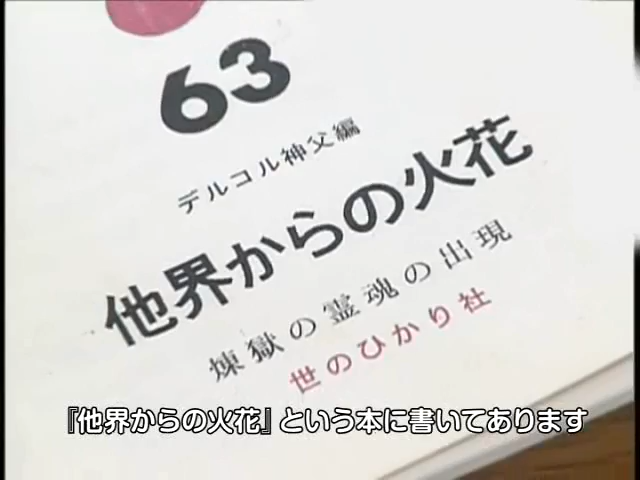 63
デルコル神父編
他界からの火花
煉獄の霊魂の出現
世のひかり社
『他界からの火花』という本に書いてあります